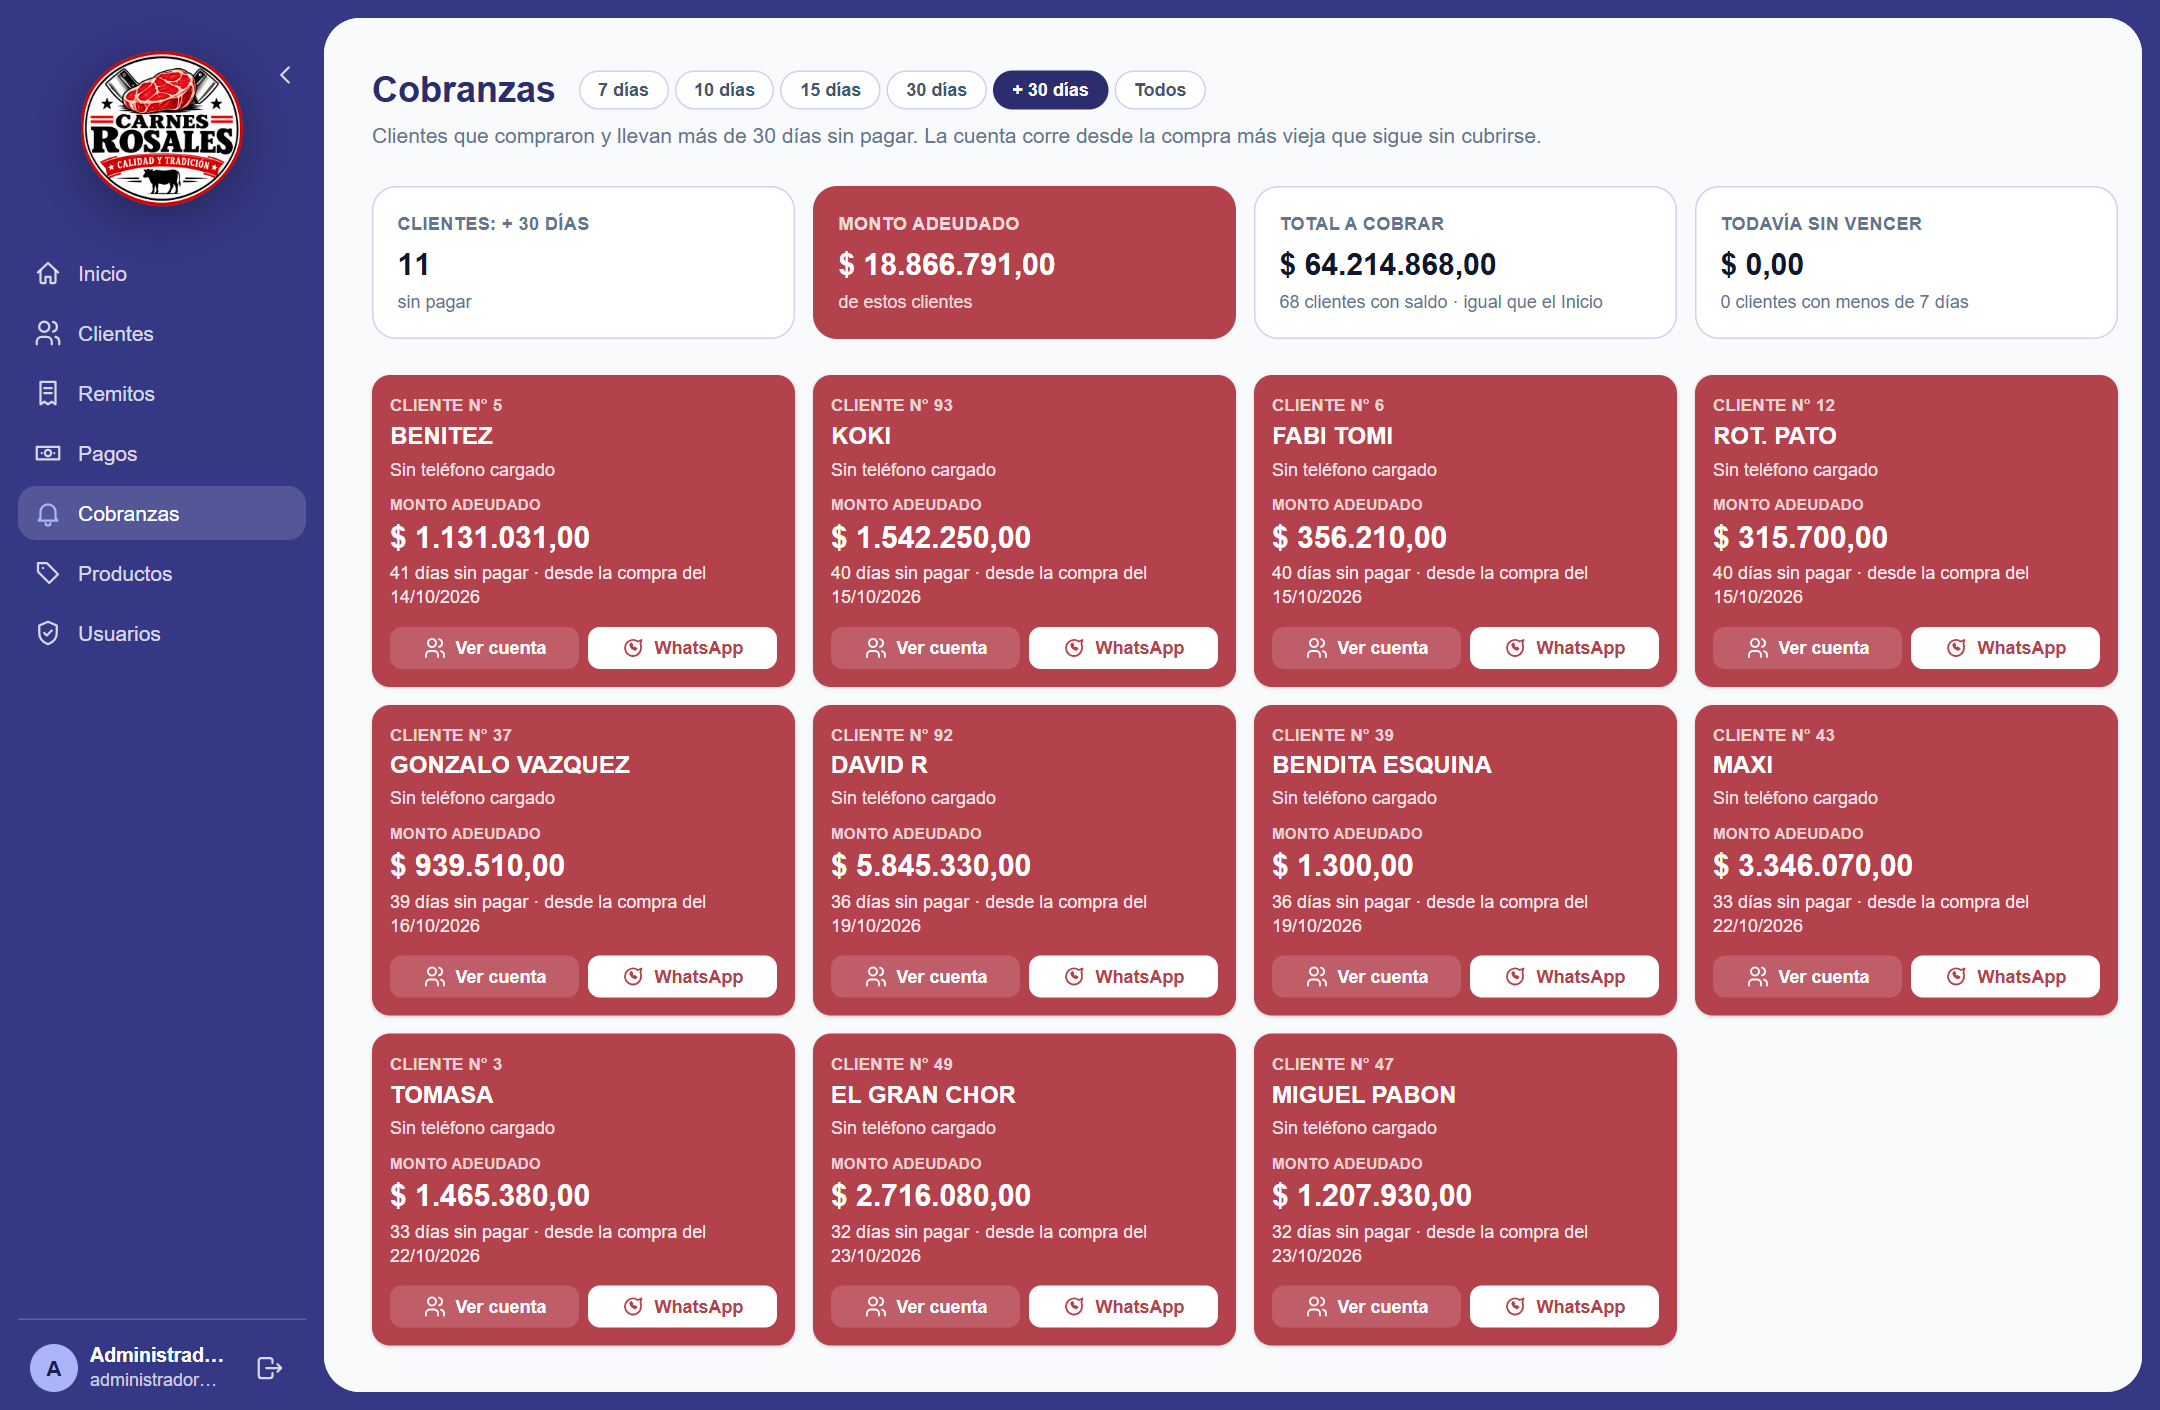 CARNES
ROSALES
CALIDAD Y TRADICIÓN
Inicio
Clientes
Remitos
Pagos
Cobranzas
Productos
Usuarios
A
Administrad...
administrador...
Cobranzas
7 días
10 días
15 días
30 días
+ 30 días
Todos
Clientes que compraron y llevan más de 30 días sin pagar. La cuenta corre desde la compra más vieja que sigue sin cubrirse.
CLIENTES: + 30 DÍAS
11
sin pagar
MONTO ADEUDADO
$ 18.866.791,00
de estos clientes
TOTAL A COBRAR
$ 64.214.868,00
68 clientes con saldo · igual que el Inicio
TODAVÍA SIN VENCER
$ 0,00
0 clientes con menos de 7 días
CLIENTE N° 5
BENITEZ
Sin teléfono cargado
MONTO ADEUDADO
$ 1.131.031,00
41 días sin pagar · desde la compra del
14/10/2026
Ver cuenta
WhatsApp
CLIENTE N° 93
KOKI
Sin teléfono cargado
MONTO ADEUDADO
$ 1.542.250,00
40 días sin pagar · desde la compra del
15/10/2026
Ver cuenta
WhatsApp
CLIENTE N° 6
FABI TOMI
Sin teléfono cargado
MONTO ADEUDADO
$ 356.210,00
40 días sin pagar · desde la compra del
15/10/2026
Ver cuenta
WhatsApp
CLIENTE N° 12
ROT. PATO
Sin teléfono cargado
MONTO ADEUDADO
$ 315.700,00
40 días sin pagar · desde la compra del
15/10/2026
Ver cuenta
WhatsApp
CLIENTE N° 37
GONZALO VAZQUEZ
Sin teléfono cargado
MONTO ADEUDADO
$ 939.510,00
39 días sin pagar · desde la compra del
16/10/2026
Ver cuenta
WhatsApp
CLIENTE N° 92
DAVID R
Sin teléfono cargado
MONTO ADEUDADO
$ 5.845.330,00
36 días sin pagar · desde la compra del
19/10/2026
Ver cuenta
WhatsApp
CLIENTE N° 39
BENDITA ESQUINA
Sin teléfono cargado
MONTO ADEUDADO
$ 1.300,00
36 días sin pagar · desde la compra del
19/10/2026
Ver cuenta
WhatsApp
CLIENTE N° 43
MAXI
Sin teléfono cargado
MONTO ADEUDADO
$ 3.346.070,00
33 días sin pagar · desde la compra del
22/10/2026
Ver cuenta
WhatsApp
CLIENTE N° 3
TOMASA
Sin teléfono cargado
MONTO ADEUDADO
$ 1.465.380,00
33 días sin pagar · desde la compra del
22/10/2026
Ver cuenta
WhatsApp
CLIENTE N° 49
EL GRAN CHOR
Sin teléfono cargado
MONTO ADEUDADO
$ 2.716.080,00
32 días sin pagar · desde la compra del
23/10/2026
Ver cuenta
WhatsApp
CLIENTE N° 47
MIGUEL PABON
Sin teléfono cargado
MONTO ADEUDADO
$ 1.207.930,00
32 días sin pagar · desde la compra del
23/10/2026
Ver cuenta
WhatsApp